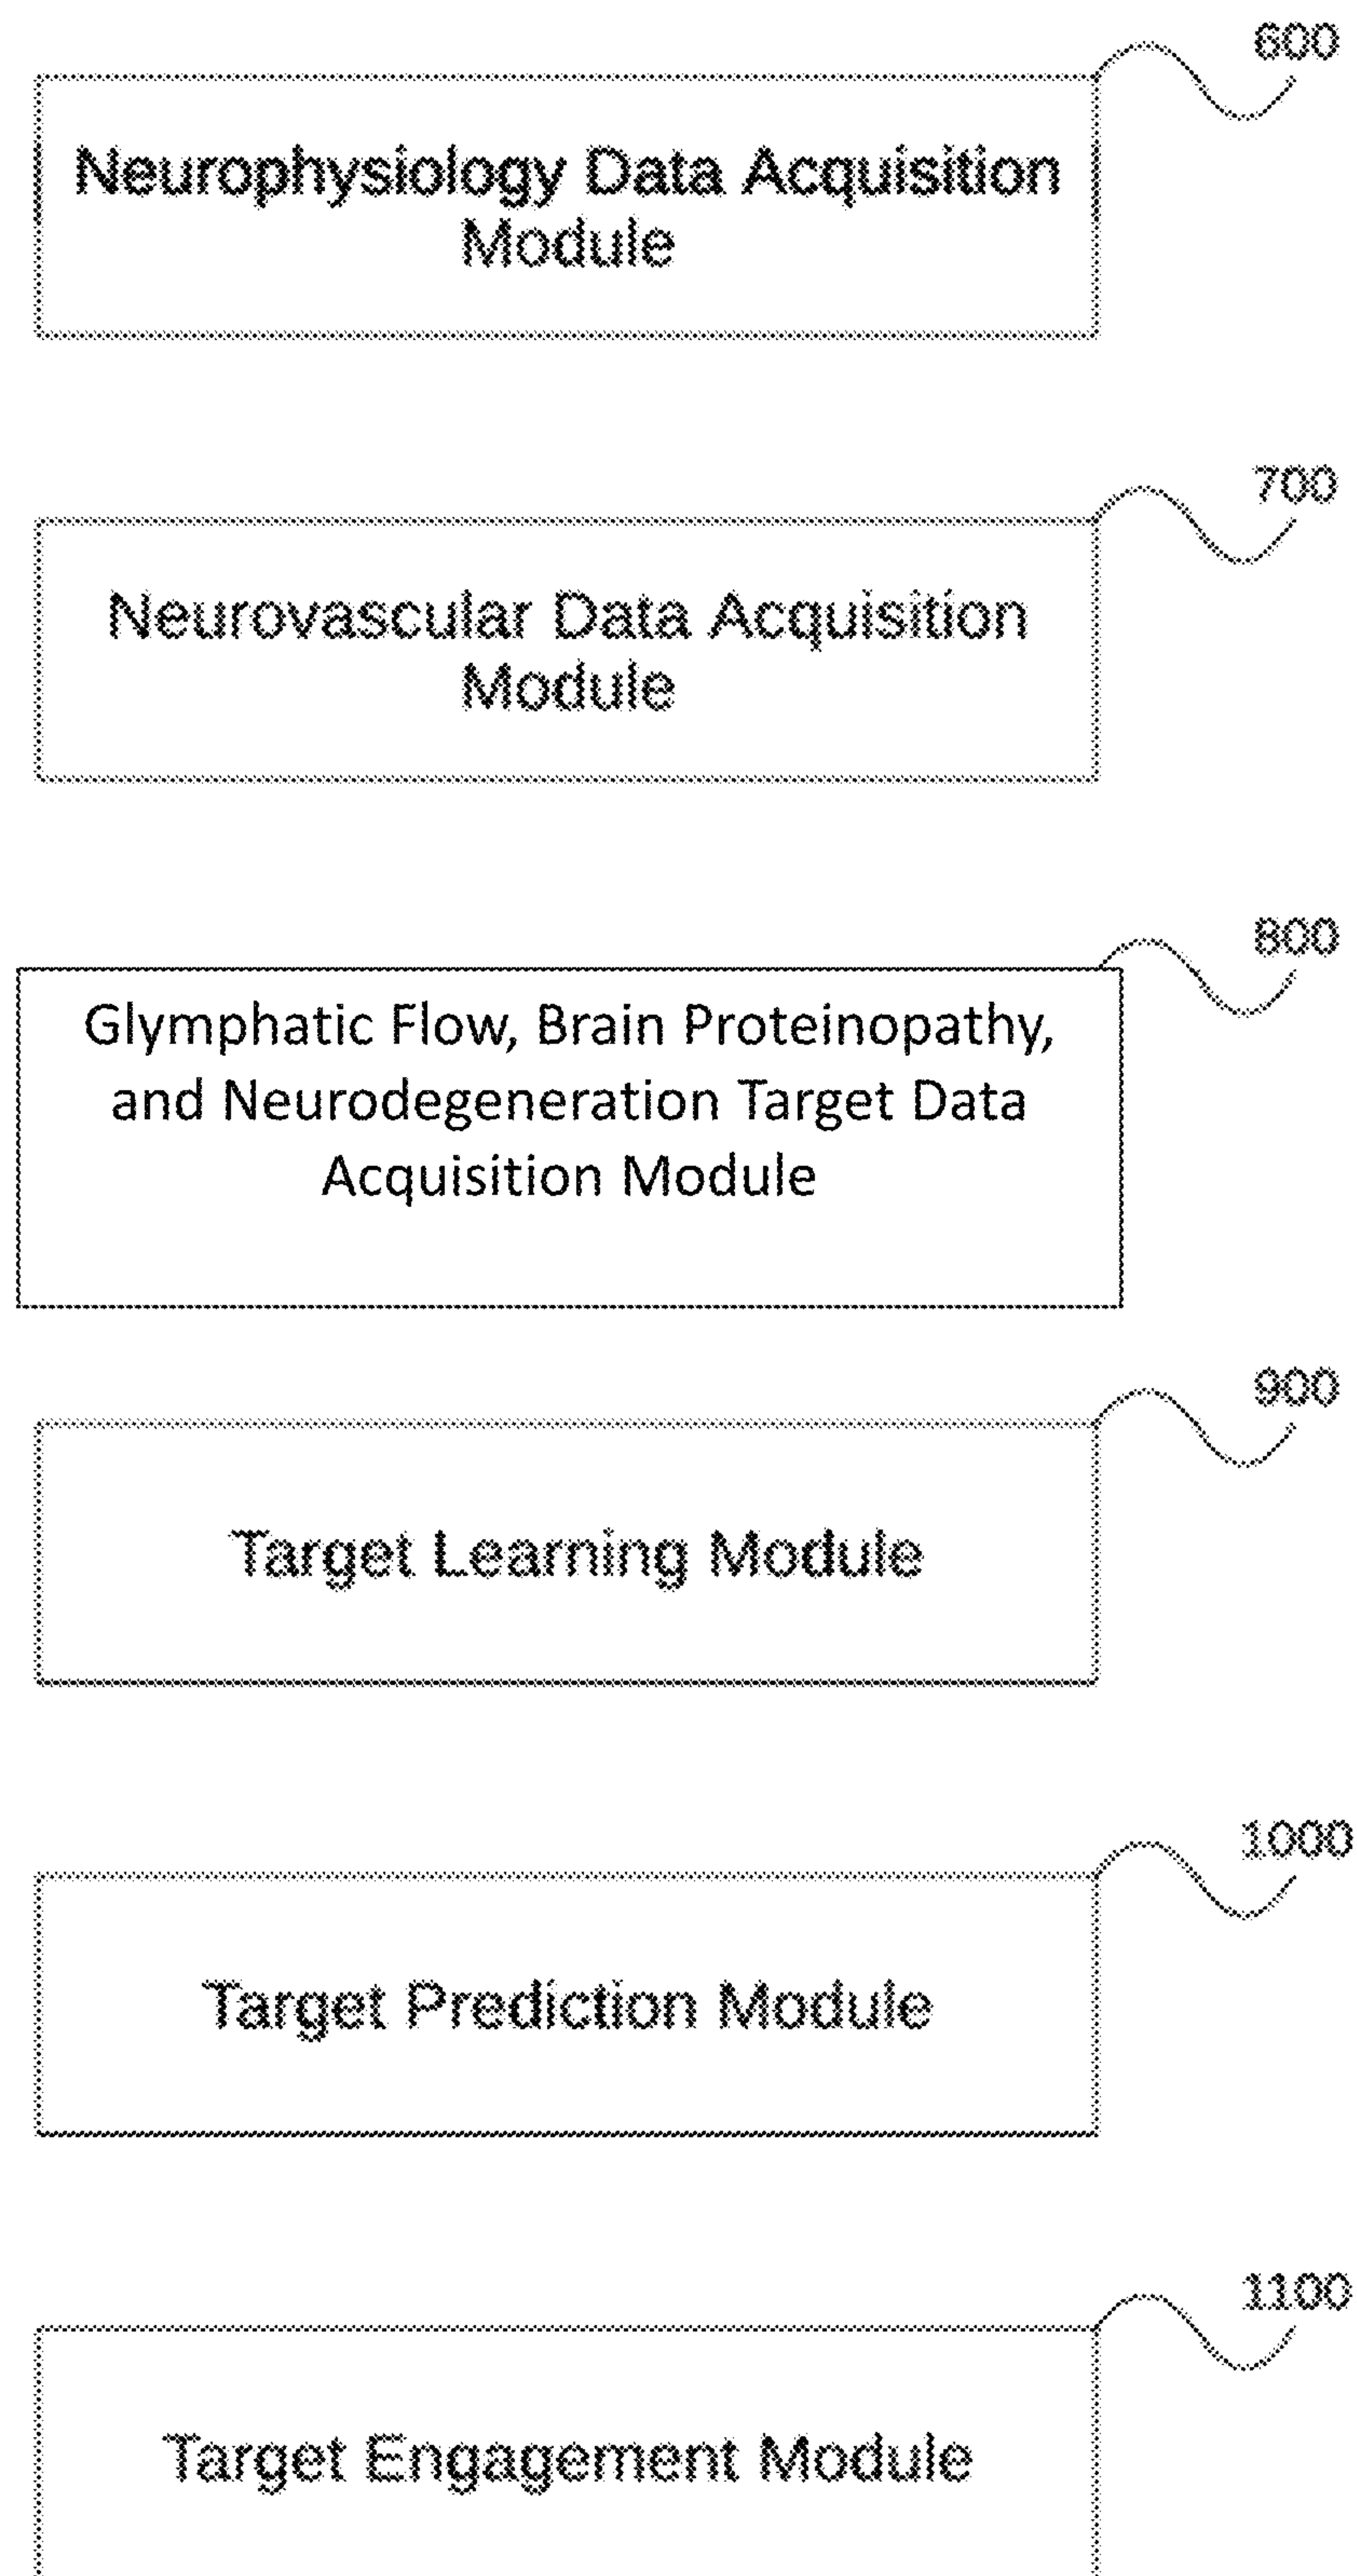 600
Neurophysiology Data Acquisition
Module
700
Neurovascular Data Acquisition
Module
800
Glymphatic Flow, Brain Proteinopathy,
and Neurodegeneration Target Data
Acquisition Module
900
Target Learning Module
1000
Target Prediction Module
1100
Target Engagement Module